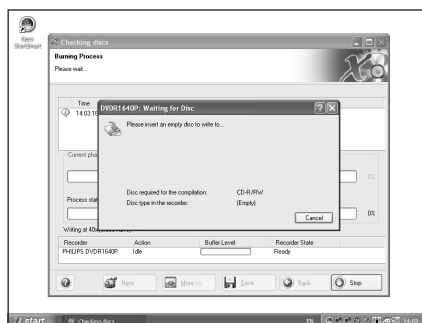 Nero
StartSmart
Checking discs
Burning Process
Please wait...
Time
14:03:18
DVDR1640P: Waiting for Disc
Please insert an empty disc to write to...
Disc required for the compilation: CD-R/RW
Disc type in the recorder: (Empty)
Cancel
Current pha
0%
Process stat
0%
Writing at 40x
Recorder Action Buffer Level Recorder State
PHILIPS DVDR1640P Idle Ready
Nero More >> Save Back Stop
start Checking discs EN 14:03